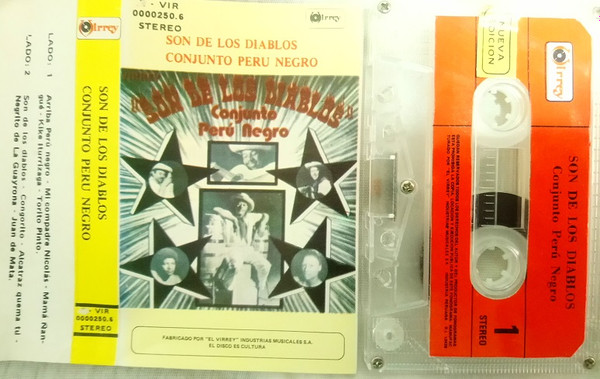 LADO: 1
Arriba Perú negro - Mi compadre Nicolás - Mamá Ñan-
gué - Kike Iturrizaga - Torito Pinto.
LADO: 2
Son de los diablos - Congorito - Alcatraz quema tú -
Negrito de La Guayrona - Juan de Mata.
Virrey
SON DE LOS DIABLOS
CONJUNTO PERU NEGRO
- VIR
0000250.6
STEREO
- VIR
0000250.6
STEREO
Virrey
SON DE LOS DIABLOS
CONJUNTO PERU NEGRO
"SON DE LOS DIABLOS"
Conjunto
Perú Negro
FABRICADO POR "EL VIRREY" INDUSTRIAS MUSICALES S.A.
EL DISCO ES CULTURA
NUEVA
EDICION
Virrey
SON DE LOS DIABLOS
Conjunto Perú Negro
STEREO
1